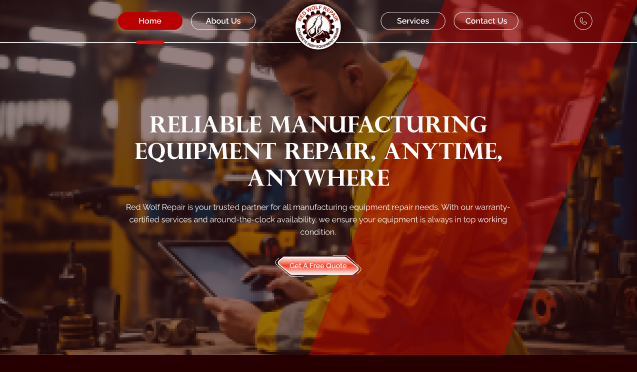 Home
About Us
RED WOLF REPAIR
Services
Contact Us
RELIABLE MANUFACTURING
EQUIPMENT REPAIR, ANYTIME,
ANYWHERE
Red Wolf Repair is your trusted partner for all manufacturing equipment repair needs. With our warranty-
certified services and around-the-clock availability, we ensure your equipment is always in top working
condition.
Get A Free Quote